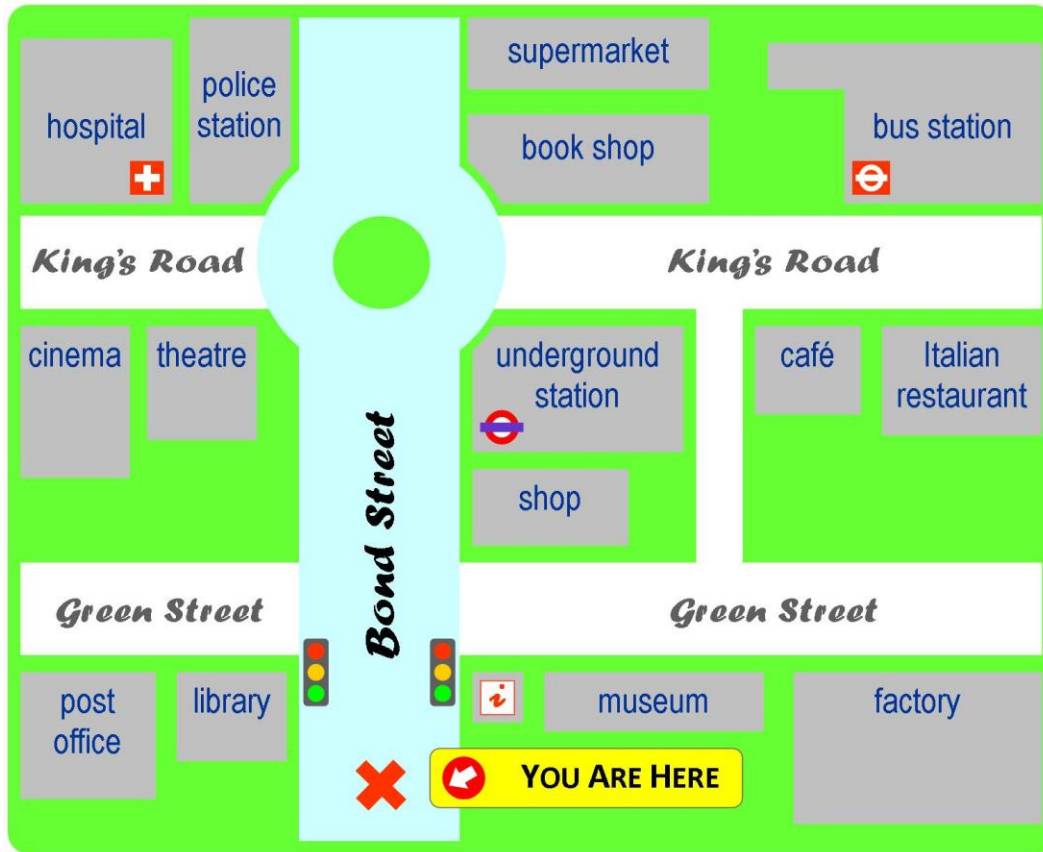 supermarket
police
station
hospital
book shop
bus station
King's Road
King's Road
cinema
theatre
underground
station
café
Italian
restaurant
shop
Bond Street
Green Street
Green Street
post
office
library
i
museum
factory
YOU ARE HERE